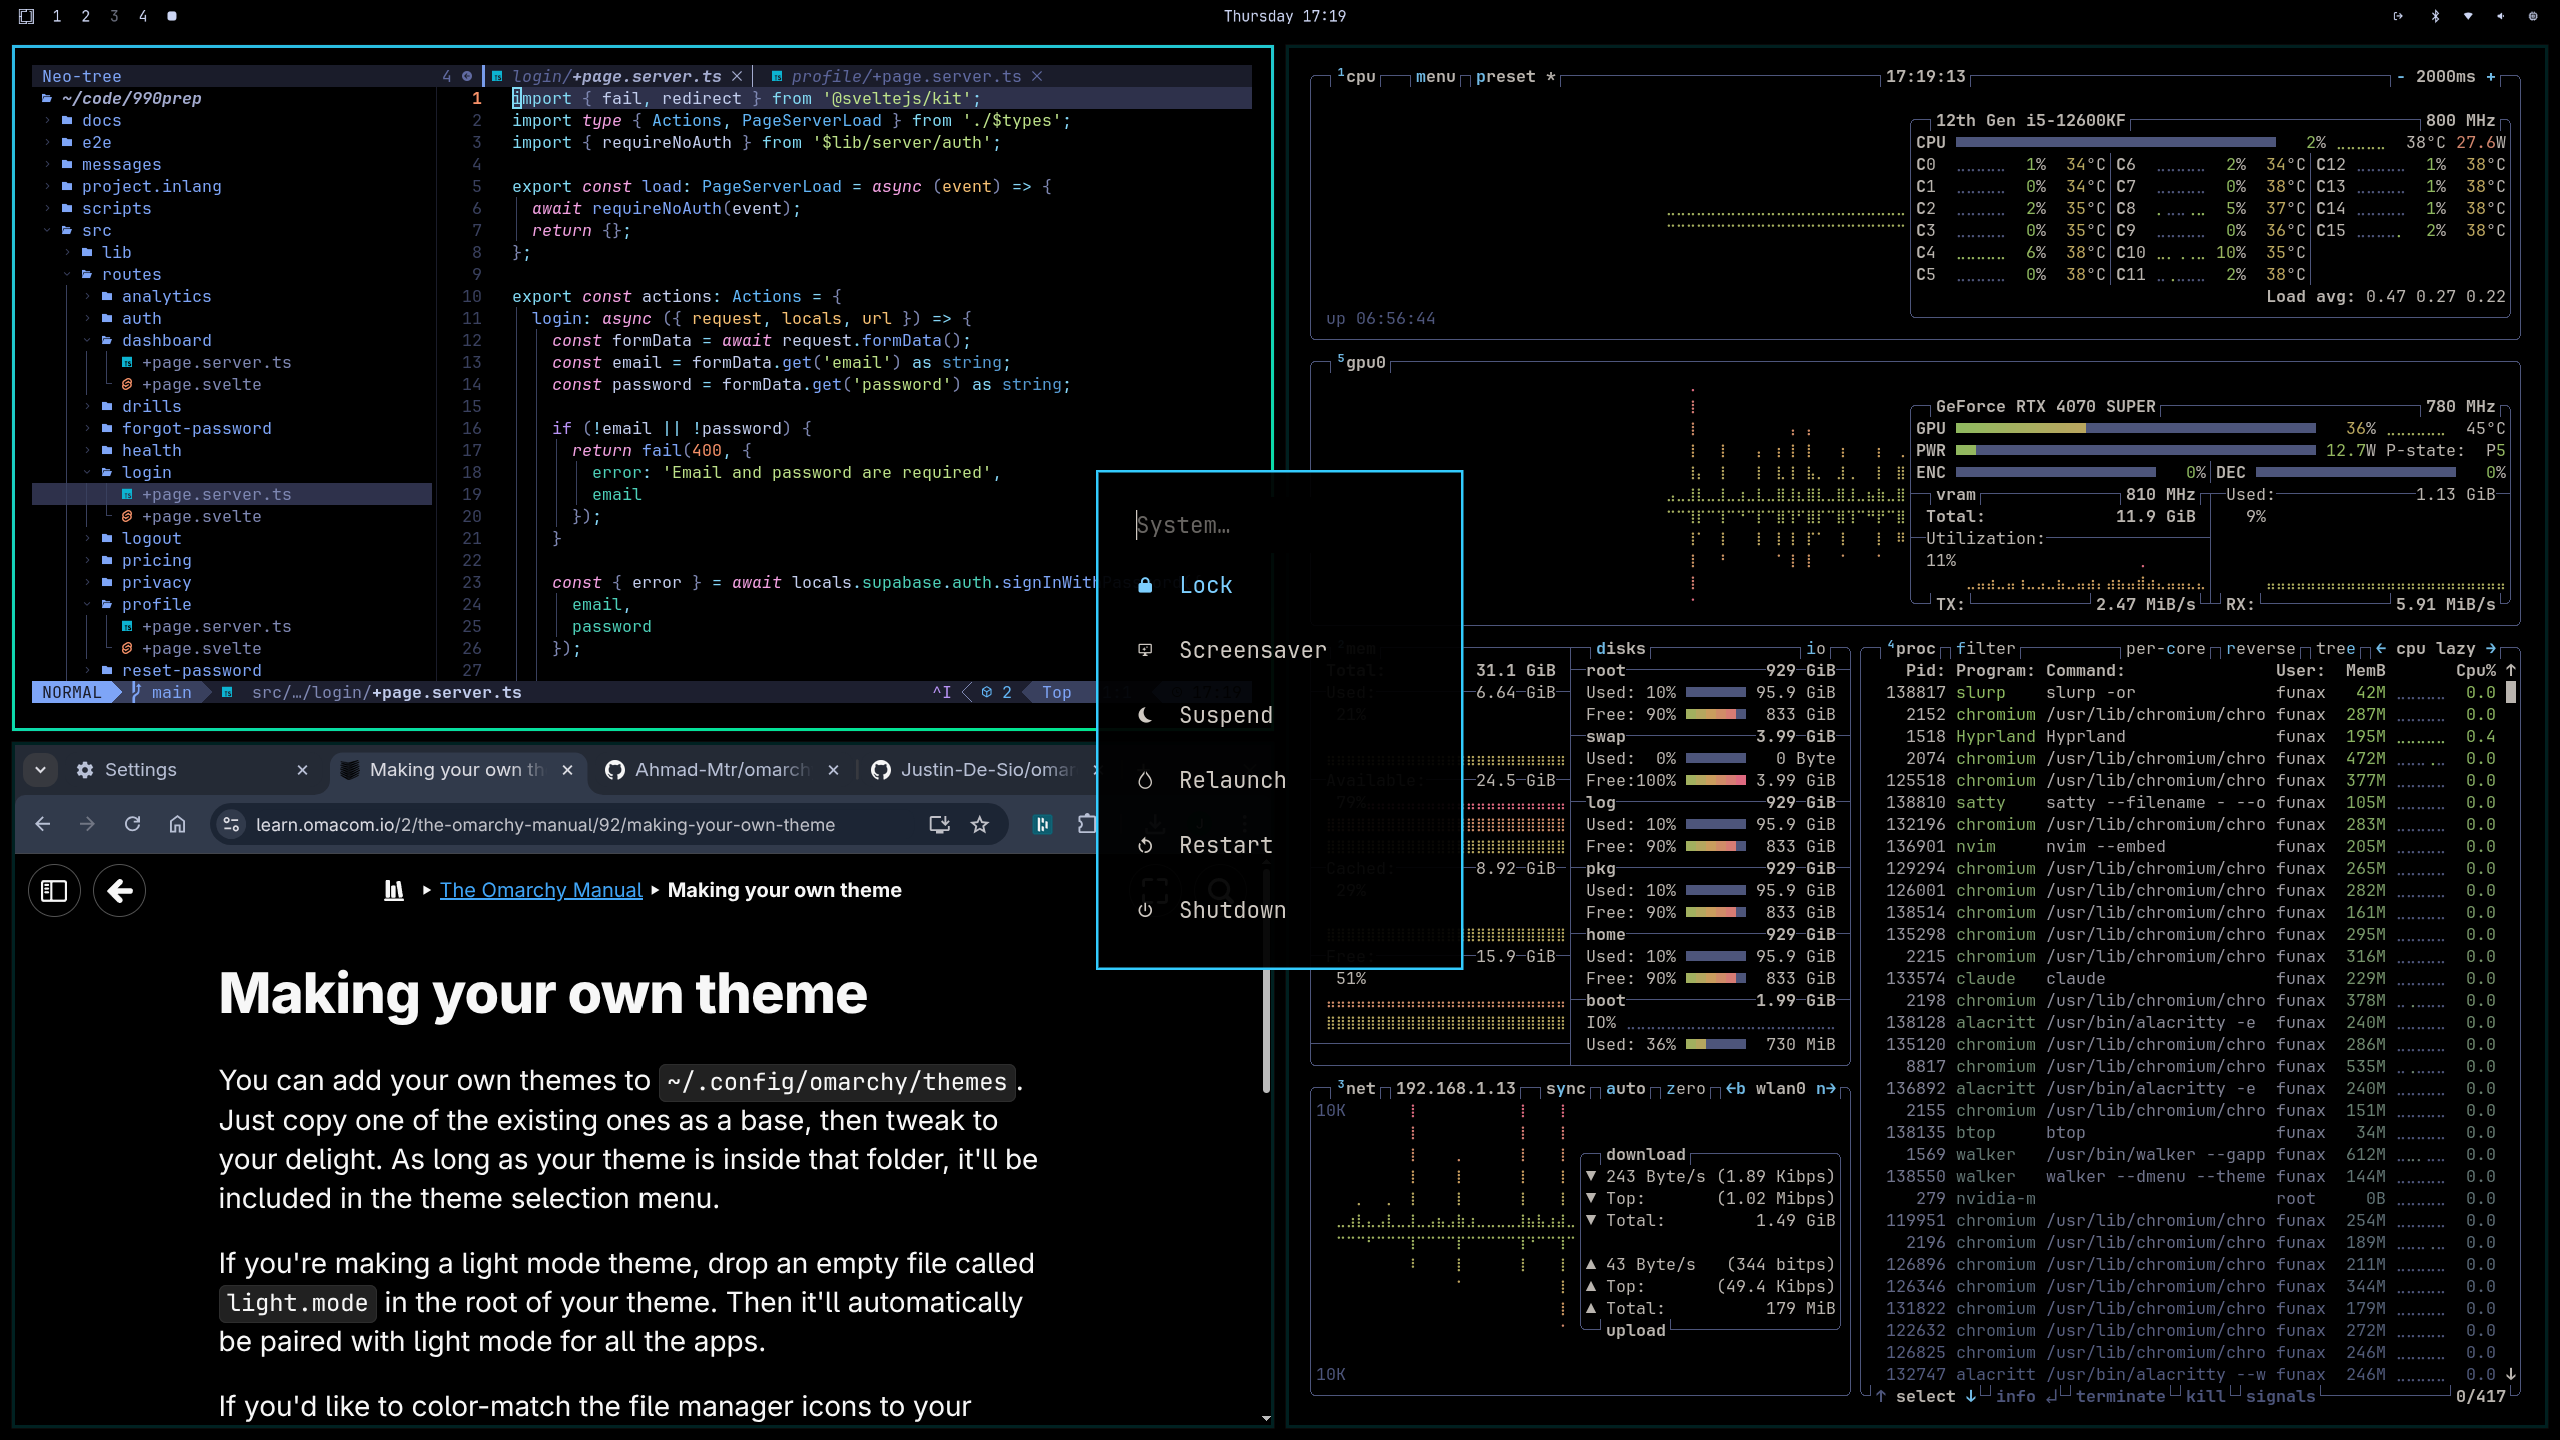 1 2 3 4
Thursday 17:19
Neo-tree
~/code/990prep
docs
e2e
messages
project.inlang
scripts
src
lib
routes
analytics
auth
dashboard
+page.server.ts
+page.svelte
drills
forgot-password
health
login
+page.server.ts
+page.svelte
logout
pricing
privacy
profile
+page.server.ts
+page.svelte
reset-password
4 login/+page.server.ts profile/+page.server.ts
1 import { fail, redirect } from '@sveltejs/kit';
2 import type { Actions, PageServerLoad } from './$types';
3 import { requireNoAuth } from '$lib/server/auth';
4
5 export const load: PageServerLoad = async (event) => {
6 await requireNoAuth(event);
7 return {};
8 };
9
10 export const actions: Actions = {
11 login: async ({ request, locals, url }) => {
12 const formData = await request.formData();
13 const email = formData.get('email') as string;
14 const password = formData.get('password') as string;
15
16 if (!email || !password) {
17 return fail(400, {
18 error: 'Email and password are required',
19 email
20 });
21 }
22
23 const { error } = await locals.supabase.auth.signInWith
24 email,
25 password
26 });
27
NORMAL main src/…/login/+page.server.ts ^I 2 Top
Settings
Making your own th
Ahmad-Mtr/omarch
Justin-De-Sio/omar
learn.omacom.io/2/the-omarchy-manual/92/making-your-own-theme
The Omarchy Manual Making your own theme
Making your own theme
You can add your own themes to ~/.config/omarchy/themes.
Just copy one of the existing ones as a base, then tweak to
your delight. As long as your theme is inside that folder, it'll be
included in the theme selection menu.
If you're making a light mode theme, drop an empty file called
light.mode in the root of your theme. Then it'll automatically
be paired with light mode for all the apps.
If you'd like to color-match the file manager icons to your
System…
Lock
Screensaver
Suspend
Relaunch
Restart
Shutdown
1cpu menu preset * 17:19:13 - 2000ms +
12th Gen i5-12600KF 800 MHz
CPU 2% 38°C 27.6W
C0 1% 34°C C6 2% 34°C C12 1% 38°C
C1 0% 34°C C7 0% 38°C C13 1% 38°C
C2 2% 35°C C8 5% 37°C C14 1% 38°C
C3 0% 35°C C9 0% 36°C C15 2% 38°C
C4 6% 38°C C10 10% 35°C
C5 0% 38°C C11 2% 38°C
Load avg: 0.47 0.27 0.22
up 06:56:44
5gpu0
GeForce RTX 4070 SUPER 780 MHz
GPU 36% 45°C
PWR 12.7W P-state: P5
ENC 0% DEC 0%
vram 810 MHz Used: 1.13 GiB
Total: 11.9 GiB 9%
Utilization:
11%
TX: 2.47 MiB/s RX: 5.91 MiB/s
2mem
Total: 31.1 GiB
Used: 6.64 GiB
21%
Available: 24.5 GiB
79%
Cached: 8.92 GiB
29%
Free: 15.9 GiB
51%
disks io
root 929 GiB
Used: 10% 95.9 GiB
Free: 90% 833 GiB
swap 3.99 GiB
Used: 0% 0 Byte
Free:100% 3.99 GiB
log 929 GiB
Used: 10% 95.9 GiB
Free: 90% 833 GiB
pkg 929 GiB
Used: 10% 95.9 GiB
Free: 90% 833 GiB
home 929 GiB
Used: 10% 95.9 GiB
Free: 90% 833 GiB
boot 1.99 GiB
IO%
Used: 36% 730 MiB
3net 192.168.1.13 sync auto zero <b wlan0 n>
10K
download
▼ 243 Byte/s (1.89 Kibps)
▼ Top: (1.02 Mibps)
▼ Total: 1.49 GiB
▲ 43 Byte/s (344 bitps)
▲ Top: (49.4 Kibps)
▲ Total: 179 MiB
upload
10K
4proc filter per-core reverse tree ← cpu lazy →
Pid: Program: Command: User: MemB Cpu% ↑
138817 slurp slurp -or funax 42M 0.0
2152 chromium /usr/lib/chromium/chro funax 287M 0.0
1518 Hyprland Hyprland funax 195M 0.4
2074 chromium /usr/lib/chromium/chro funax 472M 0.0
125518 chromium /usr/lib/chromium/chro funax 377M 0.0
138810 satty satty --filename - --o funax 105M 0.0
132196 chromium /usr/lib/chromium/chro funax 283M 0.0
136901 nvim nvim --embed funax 205M 0.0
129294 chromium /usr/lib/chromium/chro funax 265M 0.0
126001 chromium /usr/lib/chromium/chro funax 282M 0.0
138514 chromium /usr/lib/chromium/chro funax 161M 0.0
135298 chromium /usr/lib/chromium/chro funax 295M 0.0
2215 chromium /usr/lib/chromium/chro funax 316M 0.0
133574 claude claude funax 229M 0.0
2198 chromium /usr/lib/chromium/chro funax 378M 0.0
138128 alacritt /usr/bin/alacritty -e funax 240M 0.0
135120 chromium /usr/lib/chromium/chro funax 286M 0.0
8817 chromium /usr/lib/chromium/chro funax 535M 0.0
136892 alacritt /usr/bin/alacritty -e funax 240M 0.0
2155 chromium /usr/lib/chromium/chro funax 151M 0.0
138135 btop btop funax 34M 0.0
1569 walker /usr/bin/walker --gapp funax 612M 0.0
138550 walker walker --dmenu --theme funax 144M 0.0
279 nvidia-m root 0B 0.0
119951 chromium /usr/lib/chromium/chro funax 254M 0.0
2196 chromium /usr/lib/chromium/chro funax 189M 0.0
126896 chromium /usr/lib/chromium/chro funax 211M 0.0
126346 chromium /usr/lib/chromium/chro funax 344M 0.0
131822 chromium /usr/lib/chromium/chro funax 179M 0.0
122632 chromium /usr/lib/chromium/chro funax 272M 0.0
126825 chromium /usr/lib/chromium/chro funax 246M 0.0
132747 alacritt /usr/bin/alacritty --w funax 246M 0.0 ↓
↑ select ↓ info ↲ terminate kill signals 0/417